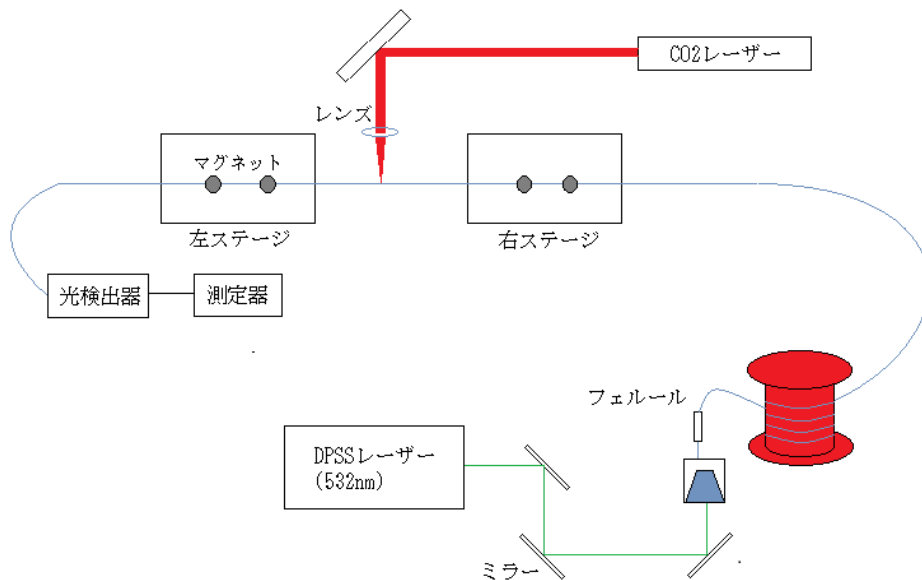 CO2レーザー
レンズ
マグネット
左ステージ
右ステージ
光検出器
測定器
フェルール
DPSSレーザー
(532nm)
ミラー